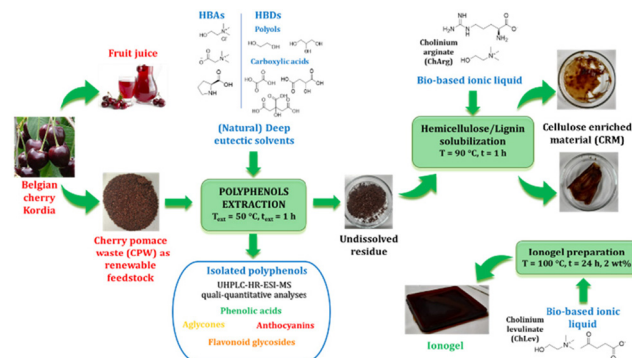 HBAs
HBDs
Polyols
Carboxylic acids
(Natural) Deep
eutectic solvents
Fruit juice
Belgian
cherry
Kordia
Cherry pomace
waste (CPW) as
renewable
feedstock
POLYPHENOLS
EXTRACTION
Text = 50 °C, text = 1 h
Isolated polyphenols
UHPLC-HR-ESI-MS
quali-quantitative analyses
Phenolic acids
Aglycones Anthocyanins
Flavonoid glycosides
Undissolved
residue
Cholinium
arginate
(ChArg)
Bio-based ionic liquid
Hemicellulose/Lignin
solubilization
T = 90 °C, t = 1 h
Cellulose enriched
material (CRM)
Ionogel preparation
T = 100 °C, t = 24 h, 2 wt%
Ionogel
Bio-based ionic
liquid
Cholinium
levulinate
(ChLev)